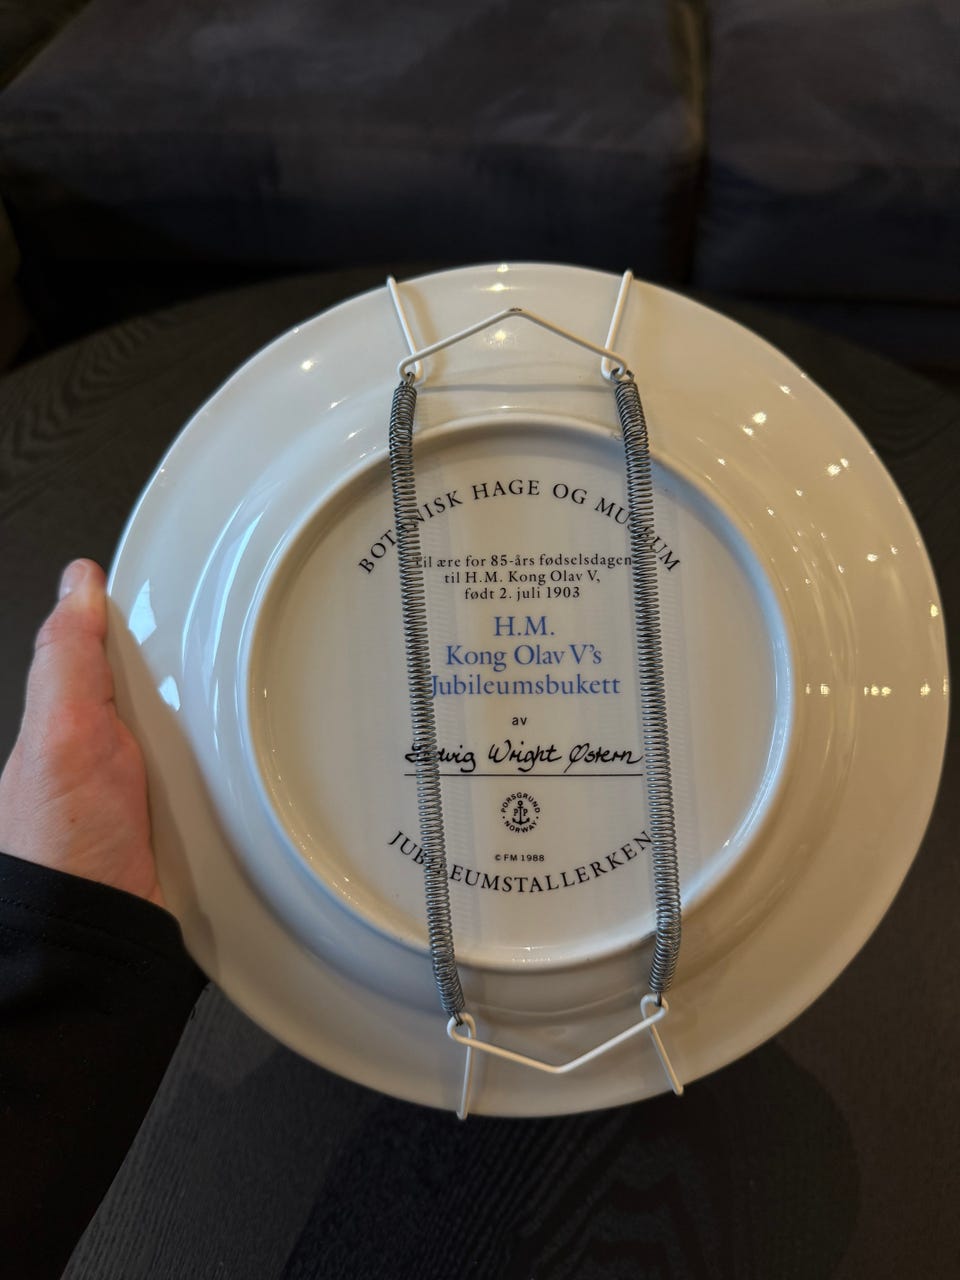 BOTANISK HAGE OG MUSEUM
til ære for 85-års fødselsdagen
til H.M. Kong Olav V,
født 2. juli 1903
H.M.
Kong Olav V's
Jubileumsbukett
av
Wright Østern
PORSGRUND
NORWAY
© FM 1988
JUBILEUMSTALLERKEN